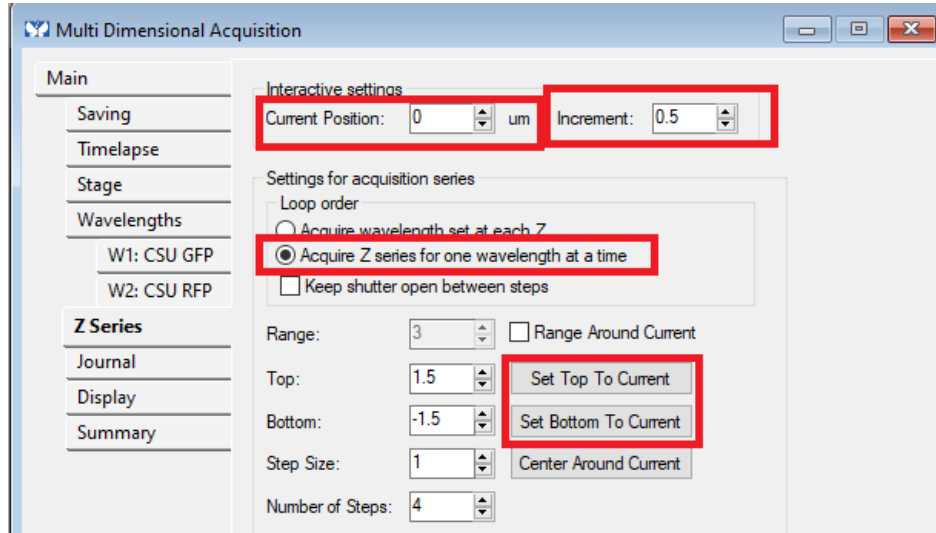 Multi Dimensional Acquisition
Main
Saving
Timelapse
Stage
Wavelengths
W1: CSU GFP
W2: CSU RFP
Z Series
Journal
Display
Summary
Interactive settings
Current Position: 0 um Increment: 0.5
Settings for acquisition series
Loop order
Acquire wavelength set at each Z
Acquire Z series for one wavelength at a time
Keep shutter open between steps
Range: 3 Range Around Current
Top: 1.5 Set Top To Current
Bottom: -1.5 Set Bottom To Current
Step Size: 1 Center Around Current
Number of Steps: 4